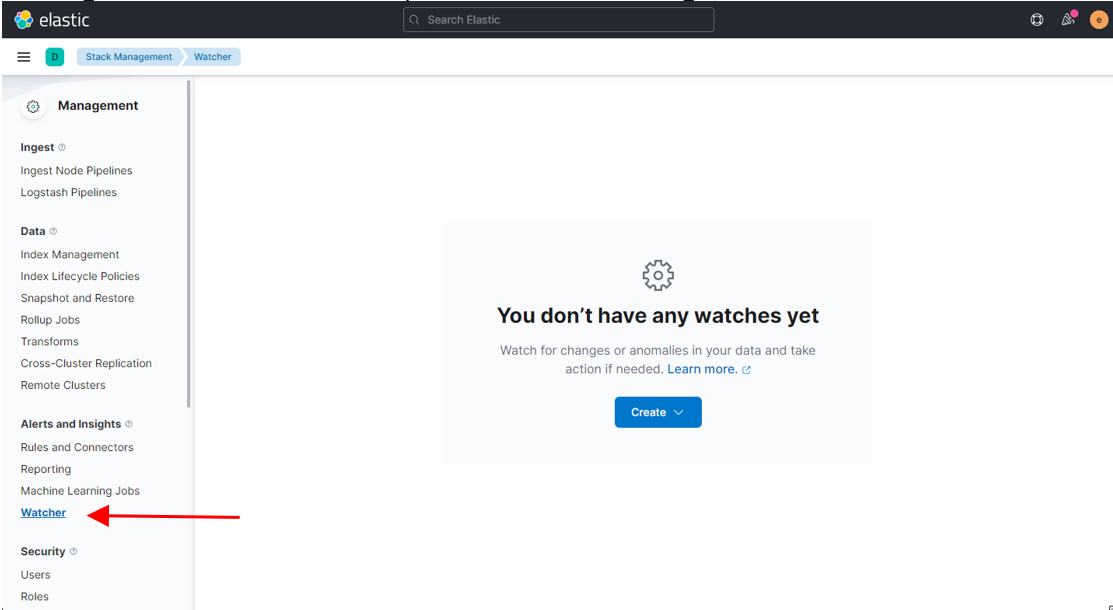 elastic
Search Elastic
e
D
Stack Management
Watcher
Management
Ingest
Ingest Node Pipelines
Logstash Pipelines
Data
Index Management
Index Lifecycle Policies
Snapshot and Restore
Rollup Jobs
Transforms
Cross-Cluster Replication
Remote Clusters
Alerts and Insights
Rules and Connectors
Reporting
Machine Learning Jobs
Watcher
Security
Users
Roles
You don’t have any watches yet
Watch for changes or anomalies in your data and take
action if needed. Learn more.
Create